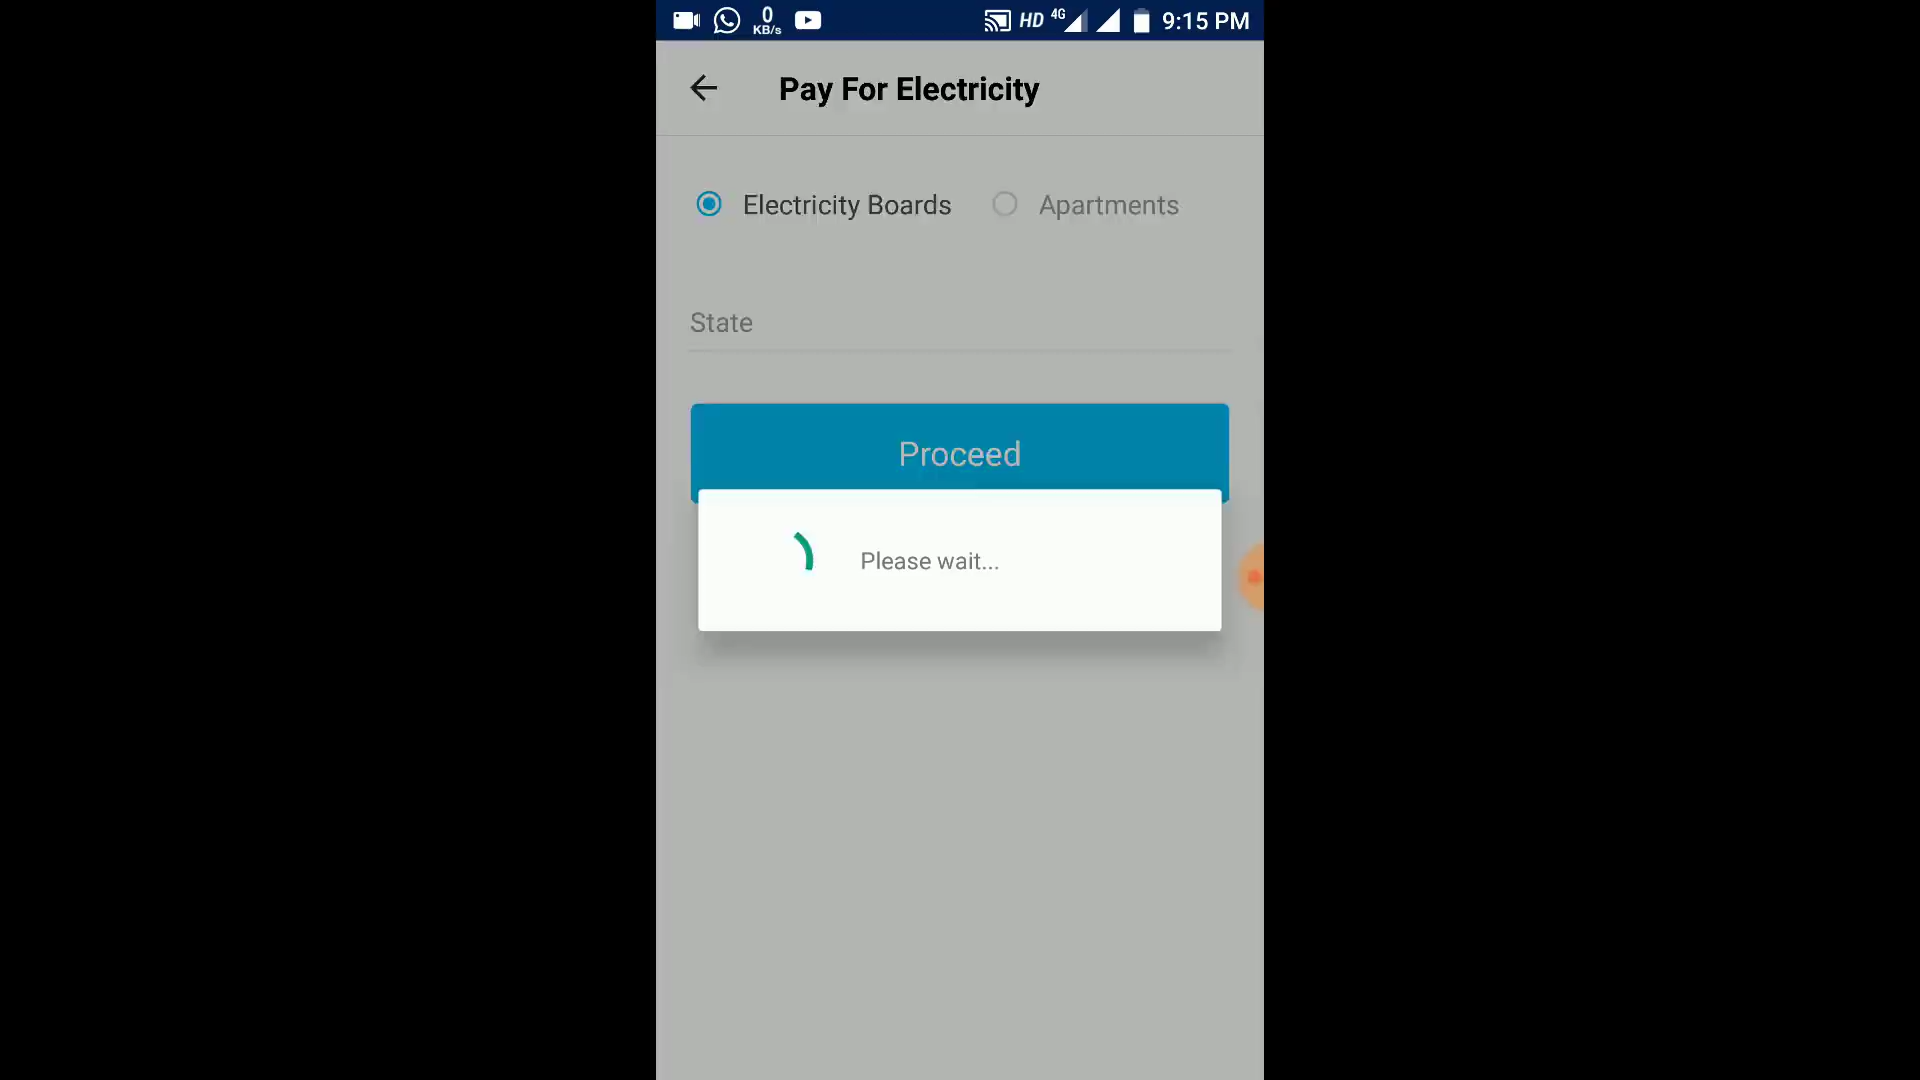 0 KB/s HD 4G 9:15 PM
Pay For Electricity
Electricity Boards Apartments
State
Proceed
Please wait...